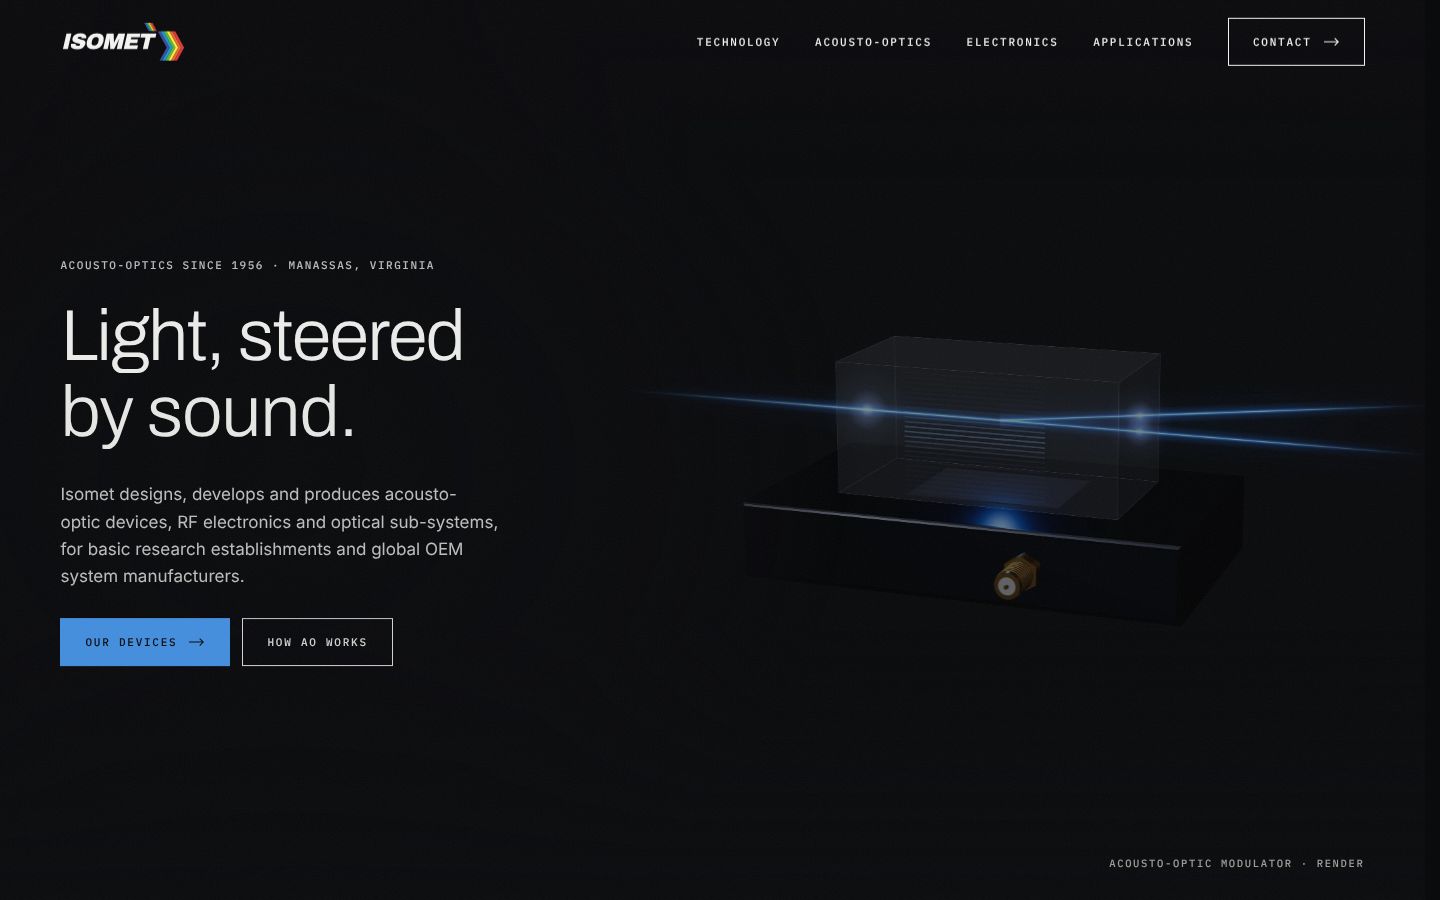 ISOMET
TECHNOLOGY
ACOUSTO-OPTICS
ELECTRONICS
APPLICATIONS
CONTACT
ACOUSTO-OPTICS SINCE 1956 · MANASSAS, VIRGINIA
Light, steered
by sound.
Isomet designs, develops and produces acousto-
optic devices, RF electronics and optical sub-systems,
for basic research establishments and global OEM
system manufacturers.
OUR DEVICES
HOW AO WORKS
ACOUSTO-OPTIC MODULATOR · RENDER